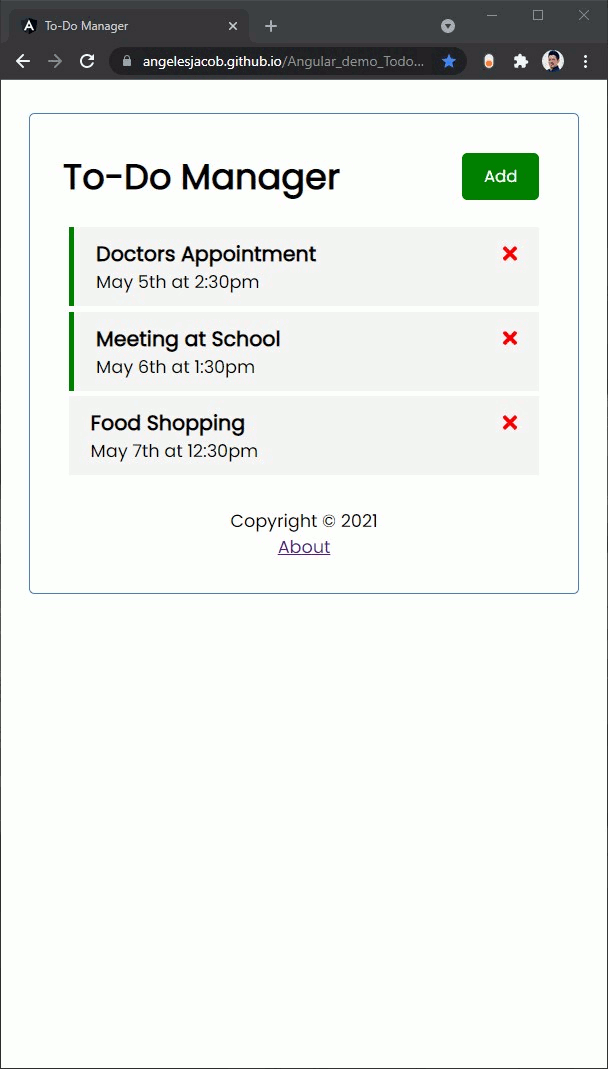 To-Do Manager
angelesjacob.github.io/Angular_demo_Todo...
To-Do Manager
Add
Doctors Appointment
May 5th at 2:30pm
Meeting at School
May 6th at 1:30pm
Food Shopping
May 7th at 12:30pm
Copyright © 2021
About